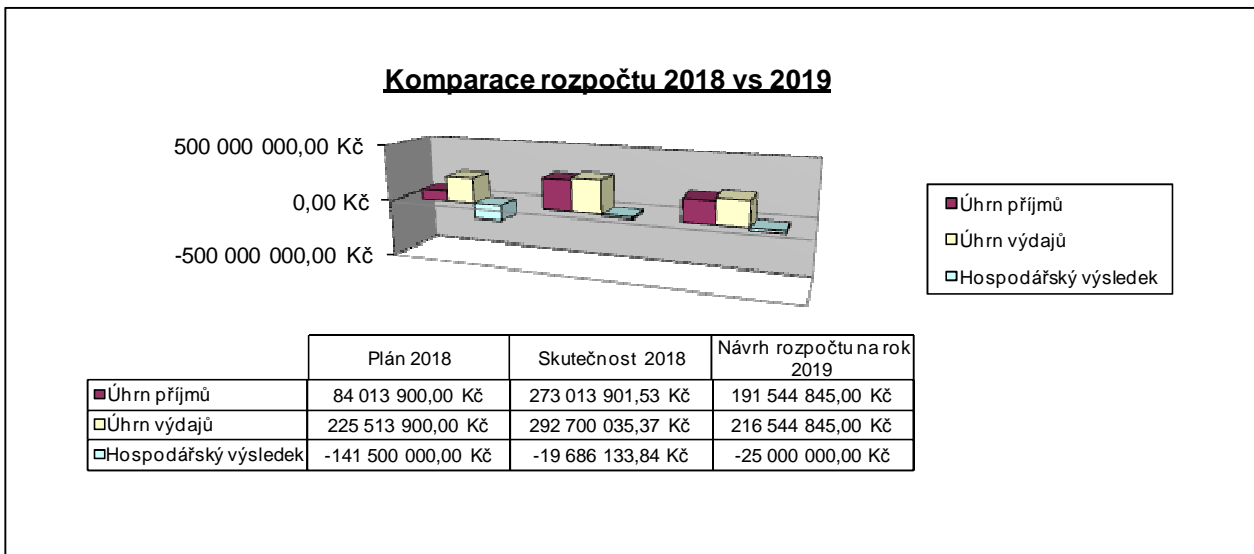 Komparace rozpočtu 2018 vs 2019
500 000 000,00 Kč
0,00 Kč
-500 000 000,00 Kč
Úhrn příjmů
Úhrn výdajů
Hospodářský výsledek
Plán 2018 Skutečnost 2018 Návrh rozpočtu na rok
2019
Úhrn příjmů 84 013 900,00 Kč 273 013 901,53 Kč 191 544 845,00 Kč
Úhrn výdajů 225 513 900,00 Kč 292 700 035,37 Kč 216 544 845,00 Kč
Hospodářský výsledek -141 500 000,00 Kč -19 686 133,84 Kč -25 000 000,00 Kč